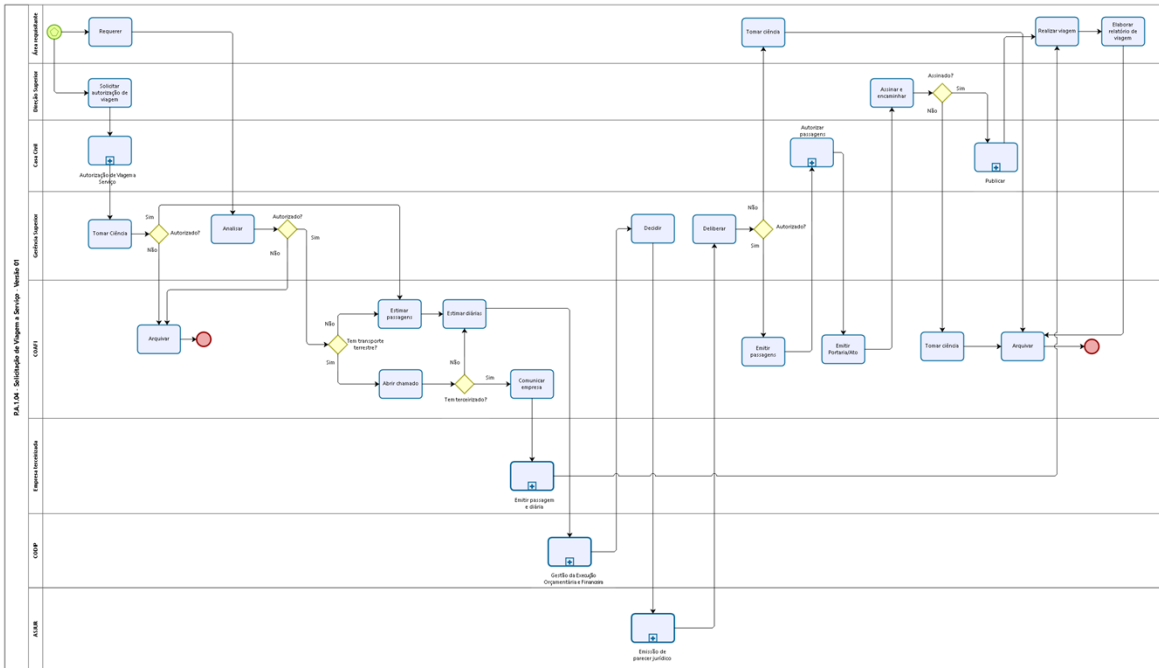 P.A.1.04 - Solicitação de Viagem a Serviço - Versão 01
Área requisitante
Requerer
Tomar ciência
Realizar viagem
Elaborar
relatório de
viagem
Direção Superior
Solicitar
autorização de
viagem
Assinar e
encaminhar
Assinado?
Sim
Não
Casa Civil
Autorização de Viagem a
Serviço
Autorizar
passagens
Publicar
Gerência Superior
Tomar Ciência
Sim
Autorizado?
Não
Analisar
Autorizado?
Sim
Não
Decidir
Deliberar
Não
Autorizado?
Sim
Arquivar
Não
Tem transporte
terrestre?
Sim
Estimar
passagens
Estimar diárias
Abrir chamado
Não
Sim
Tem terceirizado?
Comunicar
empresa
Emitir
passagens
Emitir
Portaria/Ato
Tomar ciência
Arquivar
Empresa terceirizada
Emitir passagem
e diária
CODIP
Gestão da Execução
Orçamentária e Financeira
ASJUR
Emissão de
parecer jurídico